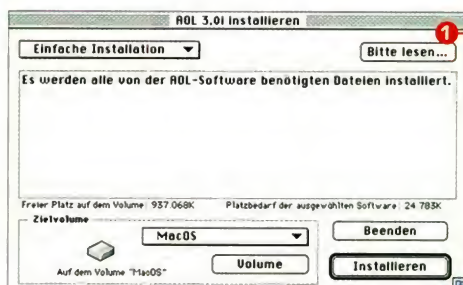 AOL 3.0i installieren
1
Einfache Installation
Bitte lesen...
Es werden alle von der AOL-Software benötigten Dateien installiert.
Freier Platz auf dem Volume: 937.068K
Platzbedarf der ausgewählten Software: 24.783K
Zielvolume
MacOS
Beenden
Auf dem Volume "MacOS"
Volume
Installieren